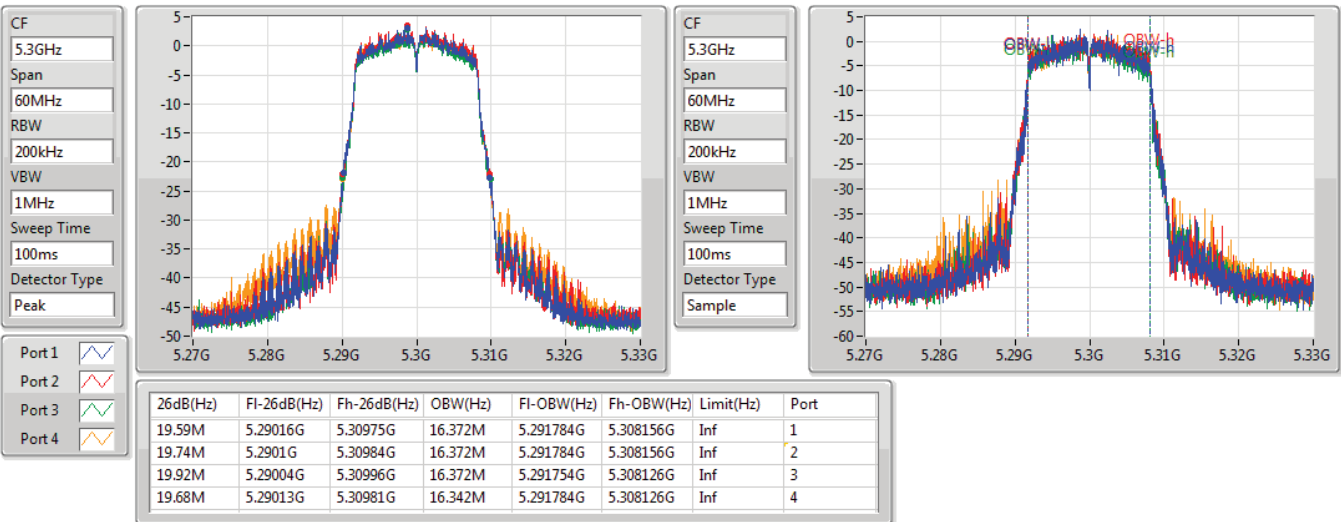 CF
5.3GHz
Span
60MHz
RBW
200kHz
VBW
1MHz
Sweep Time
100ms
Detector Type
Peak
5
0
-5
-10
-15
-20
-25
-30
-35
-40
-45
-50
5.27G 5.28G 5.29G 5.3G 5.31G 5.32G 5.33G
CF
5.3GHz
Span
60MHz
RBW
200kHz
VBW
1MHz
Sweep Time
100ms
Detector Type
Sample
5
0
-5
-10
-15
-20
-25
-30
-35
-40
-45
-50
-55
-60
OBW-h
5.27G 5.28G 5.29G 5.3G 5.31G 5.32G 5.33G
Port 1
Port 2
Port 3
Port 4
26dB(Hz) Fl-26dB(Hz) Fh-26dB(Hz) OBW(Hz) Fl-OBW(Hz) Fh-OBW(Hz) Limit(Hz) Port
19.59M 5.29016G 5.30975G 16.372M 5.291784G 5.308156G Inf 1
19.74M 5.2901G 5.30984G 16.372M 5.291784G 5.308156G Inf 2
19.92M 5.29004G 5.30996G 16.372M 5.291754G 5.308126G Inf 3
19.68M 5.29013G 5.30981G 16.342M 5.291784G 5.308126G Inf 4